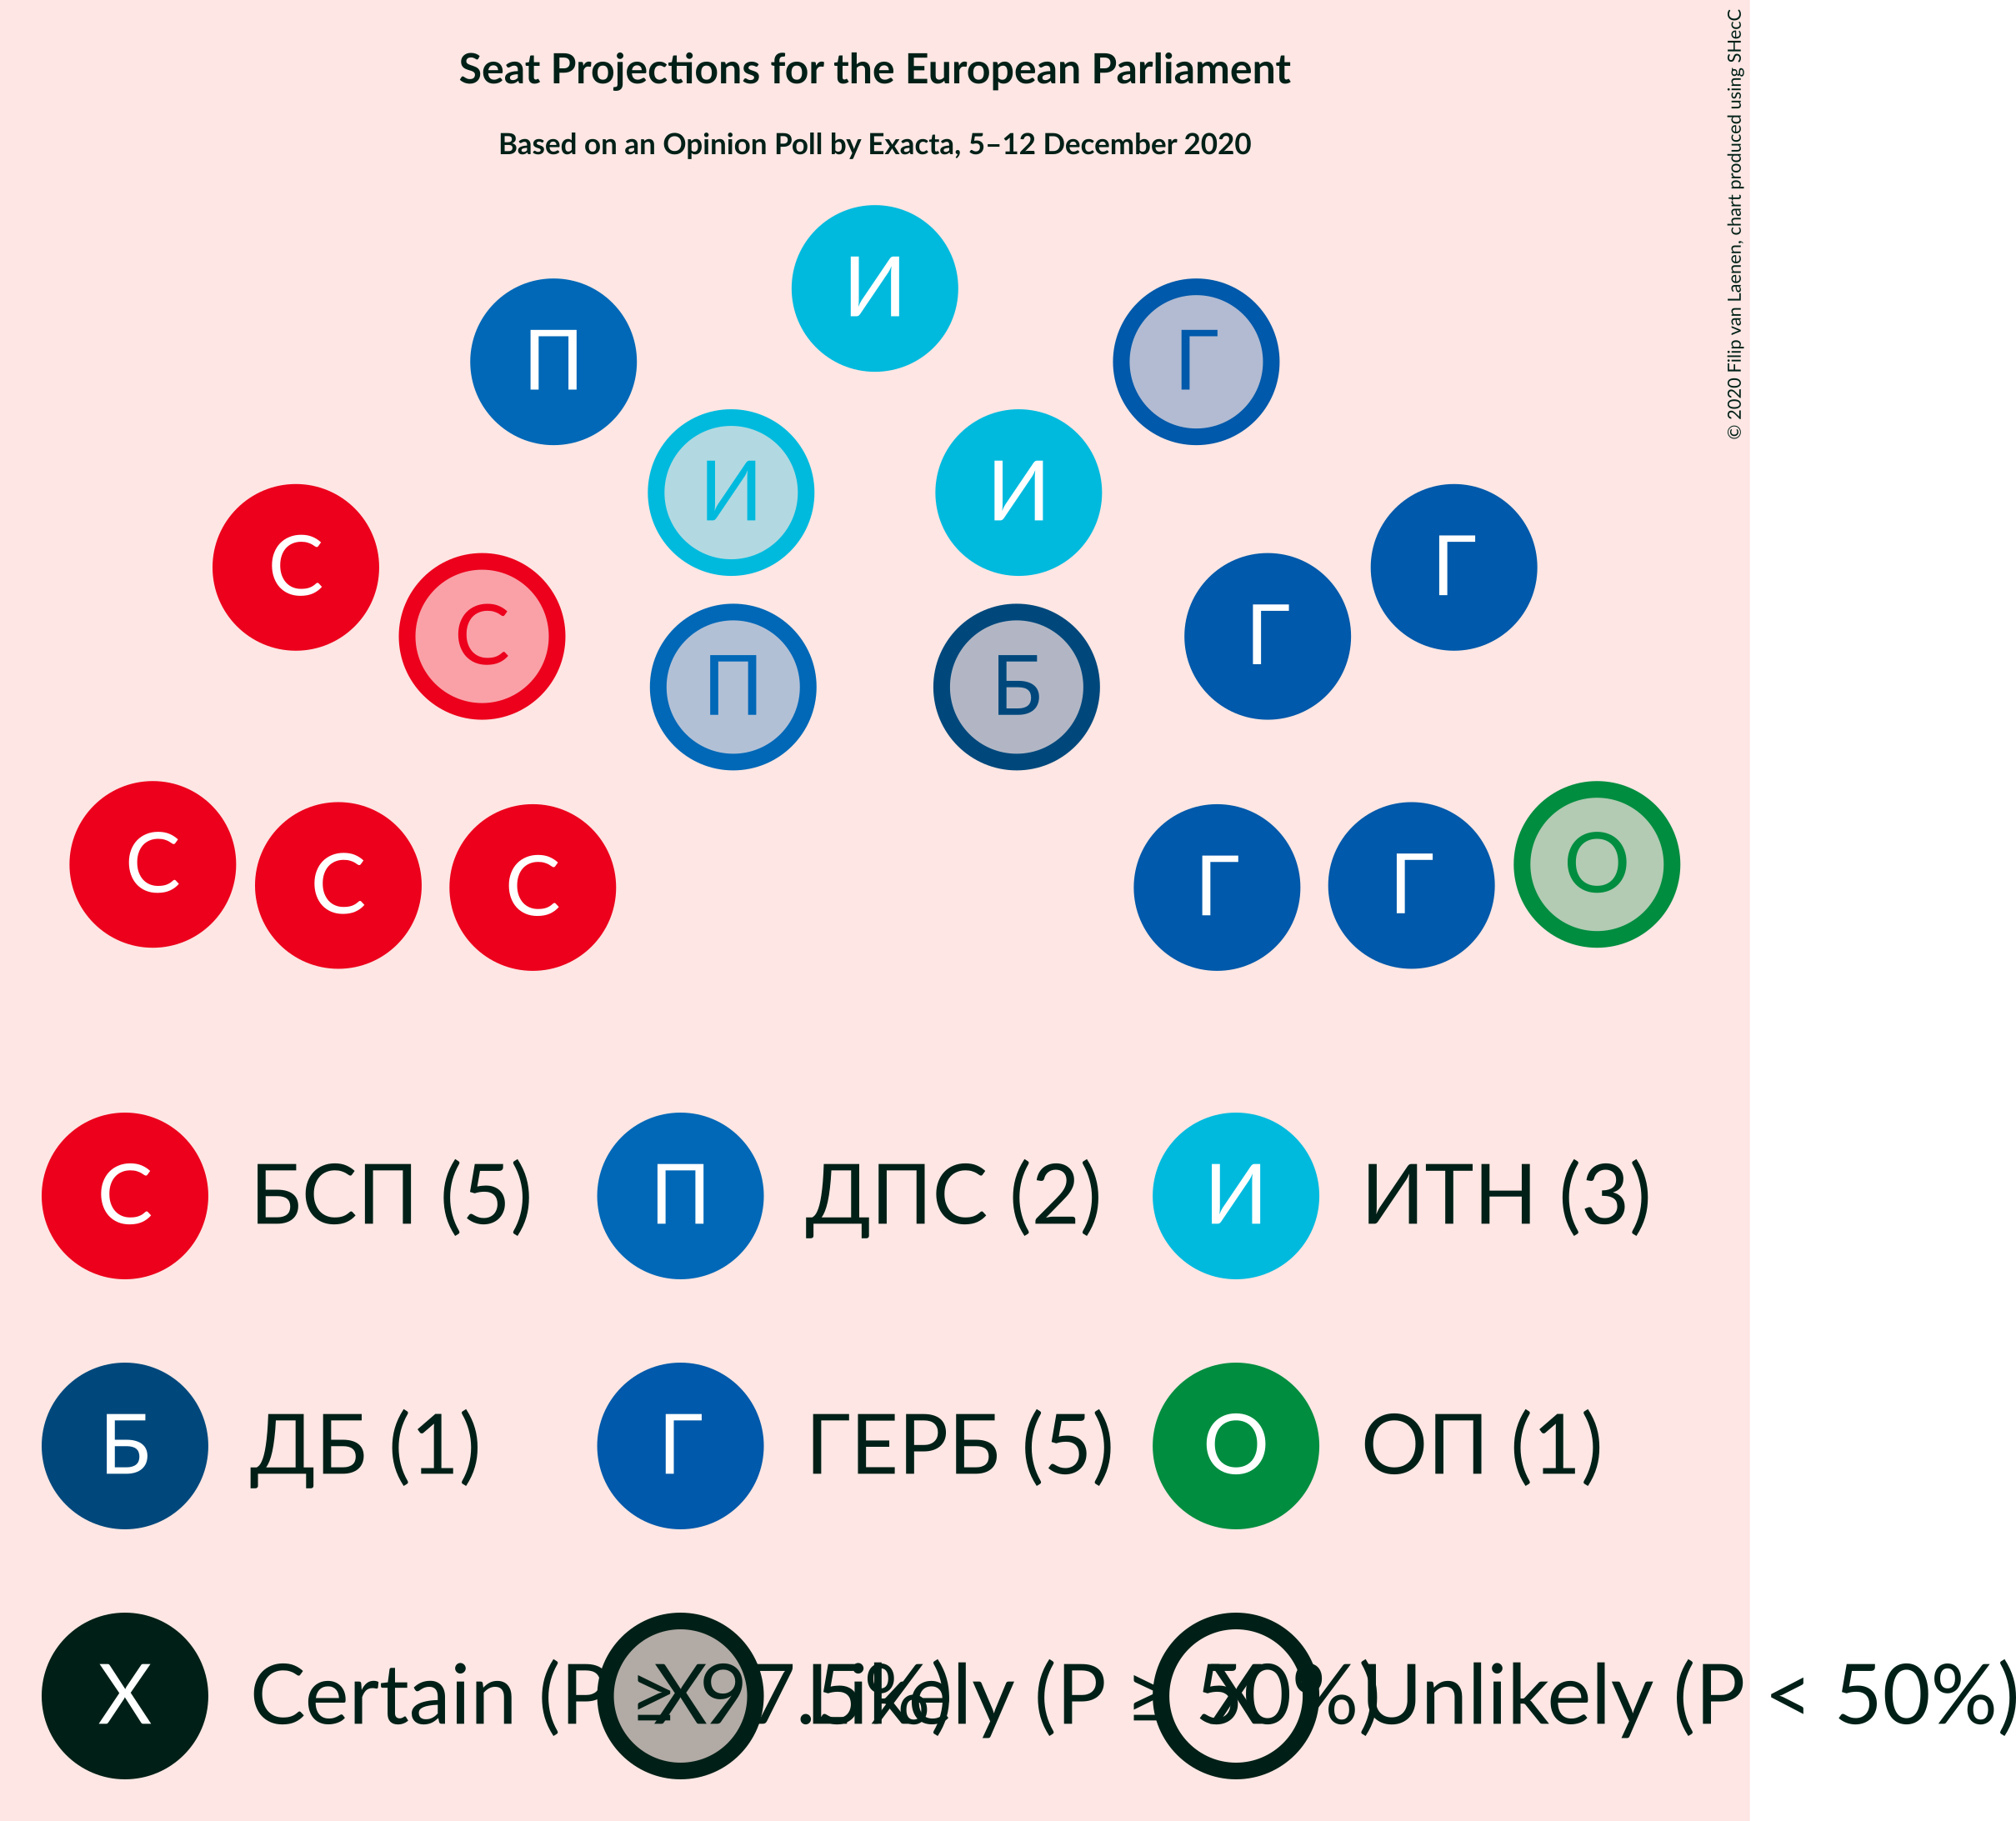 Seat Projections for the European Parliament
Based on an Opinion Poll by Exacta, 5–12 December 2020
© 2020 Filip van Laenen, chart produced using SHecC
И
П
Г
И
И
С
Г
С
Г
П
Б
С
О
С
Г
С
Г
С БСП (5) П ДПС (2) И ИТН (3)
Б ДБ (1) Г ГЕРБ (5) О ОП (1)
X Certain (P ≥ 97.5%) X Likely (P ≥ 50%) X Unlikely (P < 50%)